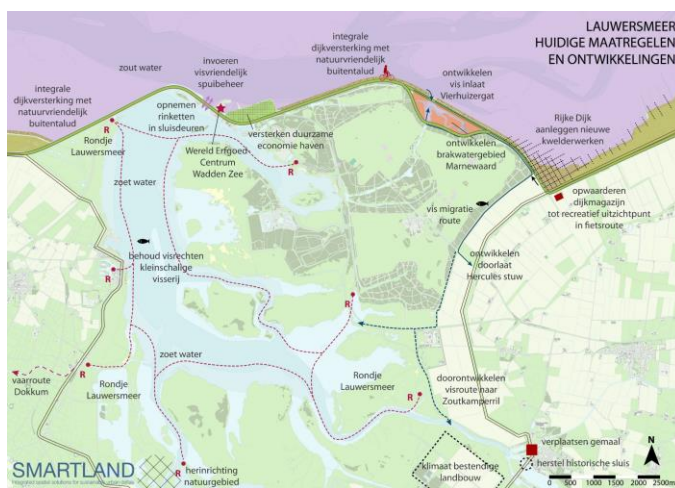 LAUWERSMEER
HUIDIGE MAATREGELEN
EN ONTWIKKELINGEN
integrale
dijkversterking met
natuurvriendelijk
buitentalud
zout water
invoeren
visvriendelijk
spuibeheer
integrale
dijkversterking met
natuurvriendelijk
buitentalud
ontwikkelen
vis inlaat
Vierhuizergat
Rijke Dijk
aanleggen nieuwe
kwelderwerken
opnemen
rinketten
in sluisdeuren
R
Rondje
Lauwersmeer
Wereld Erfgoed
Centrum
Wadden Zee
versterken duurzame
economie haven
R
ontwikkelen
brakwatergebied
Marnewaard
zoet water
vis migratie
route
opwaarderen
dijkmagazijn
tot recreatief uitzichtpunt
in fietsroute
behoud visrechten
kleinschalige
visserij
R
ontwikkelen
doorlaat
Hercules stuw
R
zoet water
R
vaarroute
Dokkum
Rondje
Lauwersmeer
Rondje
Lauwersmeer
R
doorontwikkelen
visroute naar
Zoutkamperril
verplaatsen gemaal
herstel historische sluis
klimaat bestendige
landbouw
R
herinrichting
natuurgebied
SMARTLAND
N
0 500 1000 1500 2000 2500m